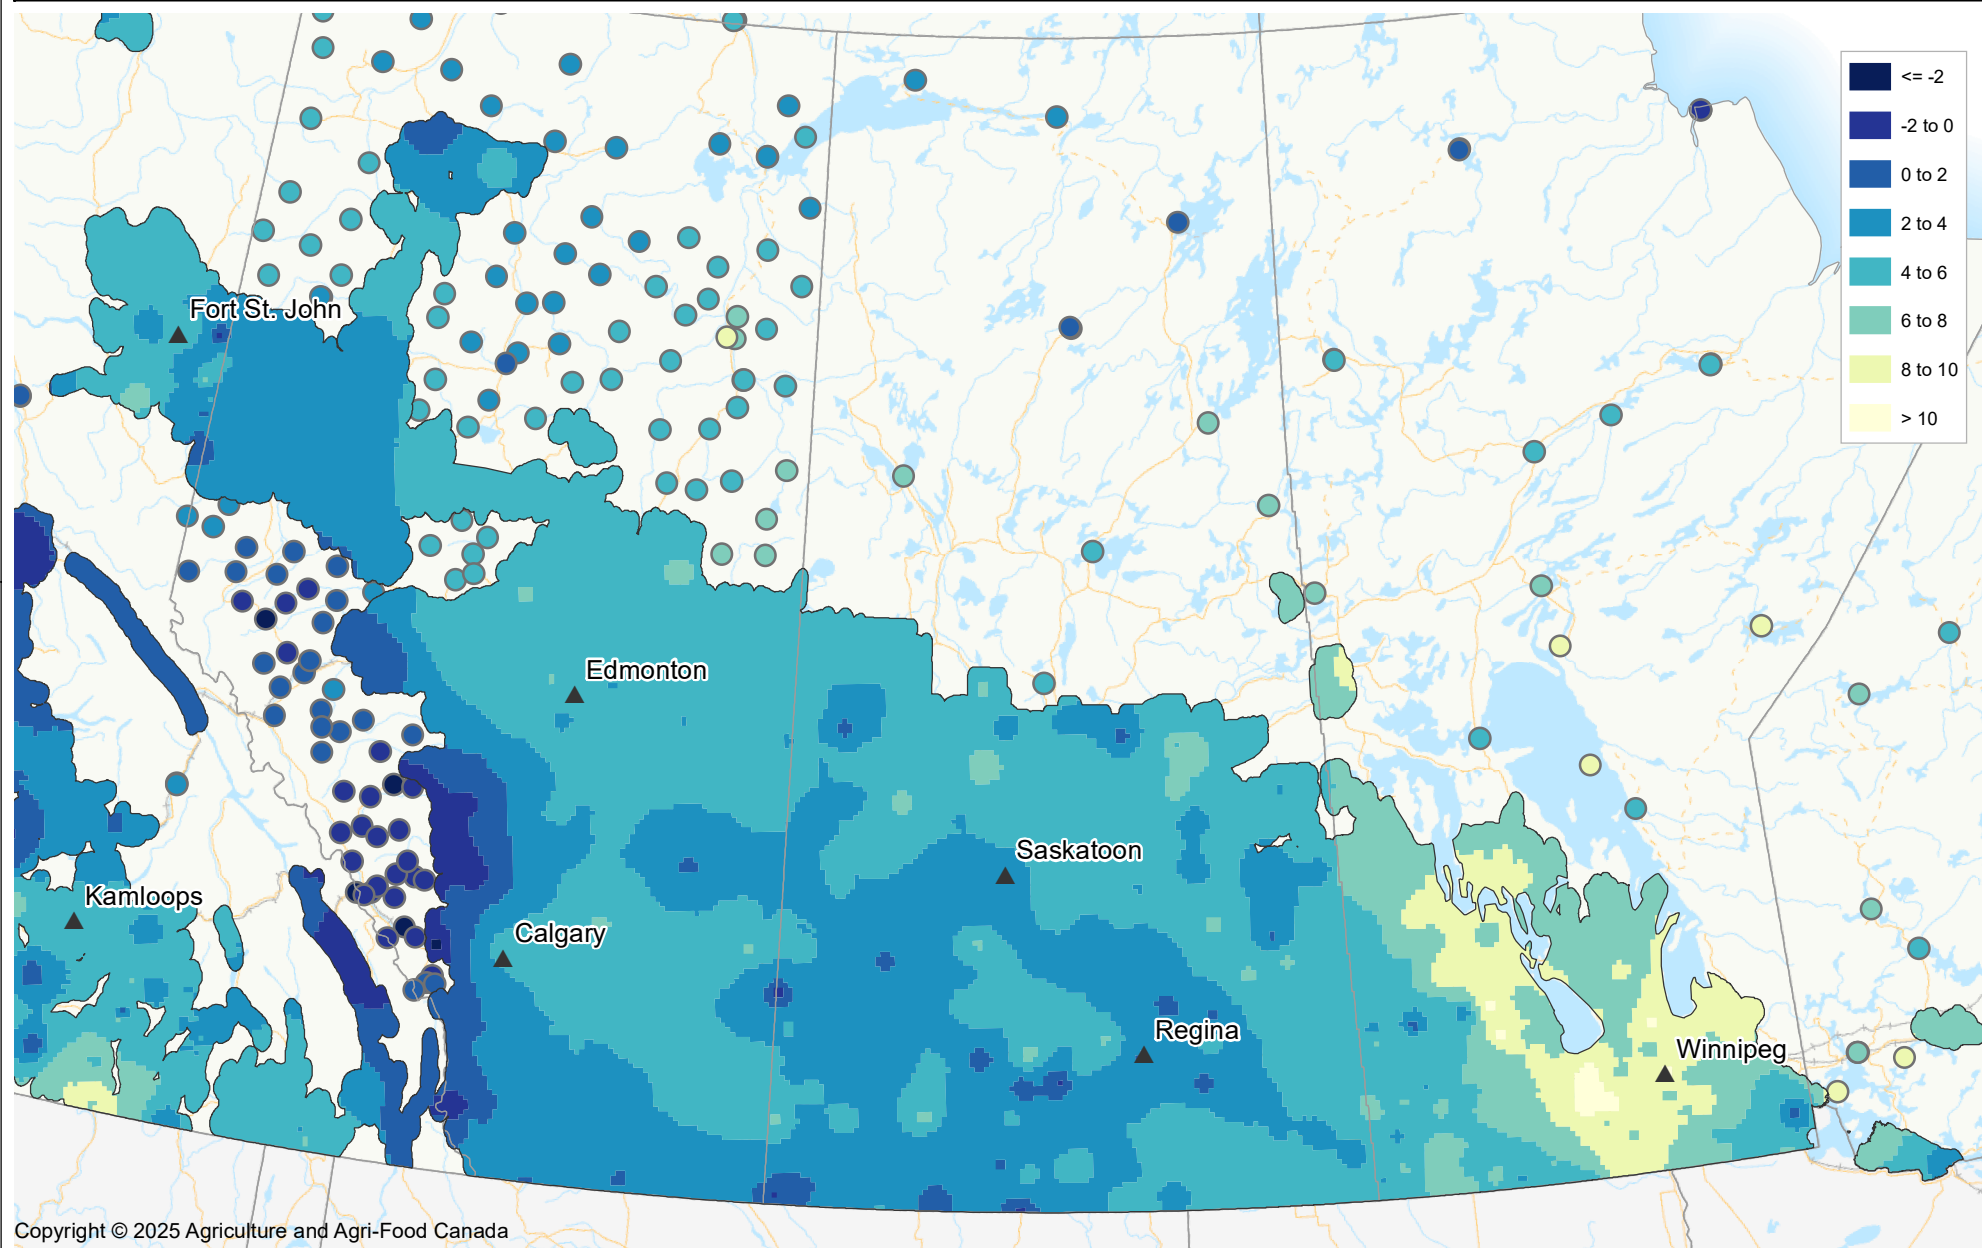 <= -2
-2 to 0
0 to 2
2 to 4
4 to 6
6 to 8
8 to 10
> 10
Fort St. John
Edmonton
Saskatoon
Kamloops
Calgary
Regina
Winnipeg
Copyright © 2025 Agriculture and Agri-Food Canada